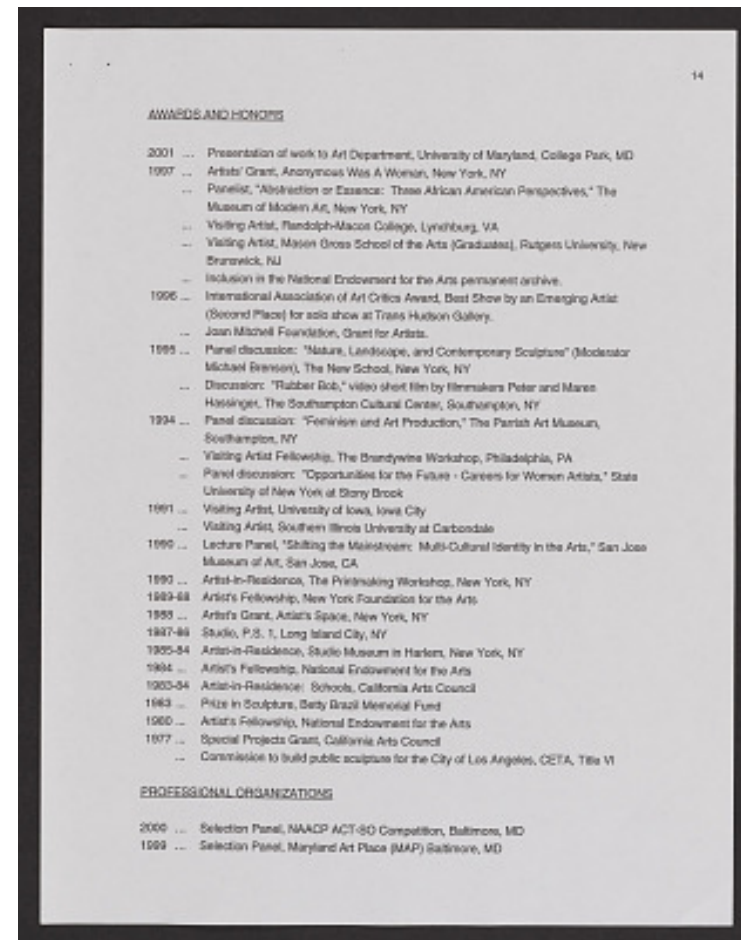 14
AWARDS AND HONORS
2001 ... Presentation of work to Art Department, University of Maryland, College Park, MD
1997 ... Artists' Grant, Anonymous Was A Woman, New York, NY
... Panelist, "Abstraction or Essence: Three African American Perspectives," The
Museum of Modern Art, New York, NY
... Visiting Artist, Randolph-Macon College, Lynchburg, VA
... Visiting Artist, Mason Gross School of the Arts (Graduates), Rutgers University, New
Brunswick, NJ
... Inclusion in the National Endowment for the Arts permanent archive.
1996 ... International Association of Art Critics Award, Best Show by an Emerging Artist
(Second Place) for solo show at Trans Hudson Gallery.
... Joan Mitchell Foundation, Grant for Artists.
1995 ... Panel discussion: "Nature, Landscape, and Contemporary Sculpture" (Moderator
Michael Brenson), The New School, New York, NY
... Discussion: "Rubber Bob," video short film by filmmakers Peter and Maren
Hassinger, The Southampton Cultural Center, Southampton, NY
1994 ... Panel discussion: "Feminism and Art Production," The Parrish Art Museum,
Southampton, NY
... Visiting Artist Fellowship, The Brandywine Workshop, Philadelphia, PA
... Panel discussion: "Opportunities for the Future - Careers for Women Artists," State
University of New York at Stony Brook
1991 ... Visiting Artist, University of Iowa, Iowa City
... Visiting Artist, Southern Illinois University at Carbondale
1990 ... Lecture Panel, "Shifting the Mainstream: Multi-Cultural Identity in the Arts," San Jose
Museum of Art, San Jose, CA
1990 ... Artist-in-Residence, The Printmaking Workshop, New York, NY
1989-88 Artist's Fellowship, New York Foundation for the Arts
1988 ... Artist's Grant, Artist's Space, New York, NY
1987-86 Studio, P.S. 1, Long Island City, NY
1985-84 Artist-in-Residence, Studio Museum in Harlem, New York, NY
1984 ... Artist's Fellowship, National Endowment for the Arts
1983-84 Artist-in-Residence: Schools, California Arts Council
1983 ... Prize in Sculpture, Betty Brazil Memorial Fund
1980 ... Artist's Fellowship, National Endowment for the Arts
1977 ... Special Projects Grant, California Arts Council
... Commission to build public sculpture for the City of Los Angeles, CETA, Title VI
PROFESSIONAL ORGANIZATIONS
2000 ... Selection Panel, NAACP ACT-SO Competition, Baltimore, MD
1999 ... Selection Panel, Maryland Art Place (MAP) Baltimore, MD